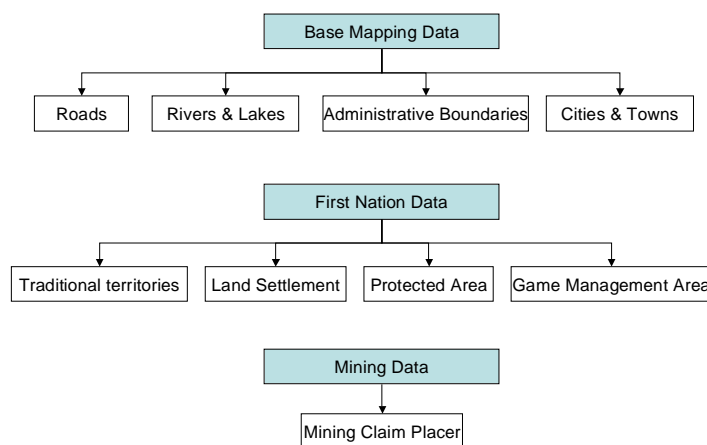 Base Mapping Data
Roads
Rivers & Lakes
Administrative Boundaries
Cities & Towns
First Nation Data
Traditional territories
Land Settlement
Protected Area
Game Management Area
Mining Data
Mining Claim Placer